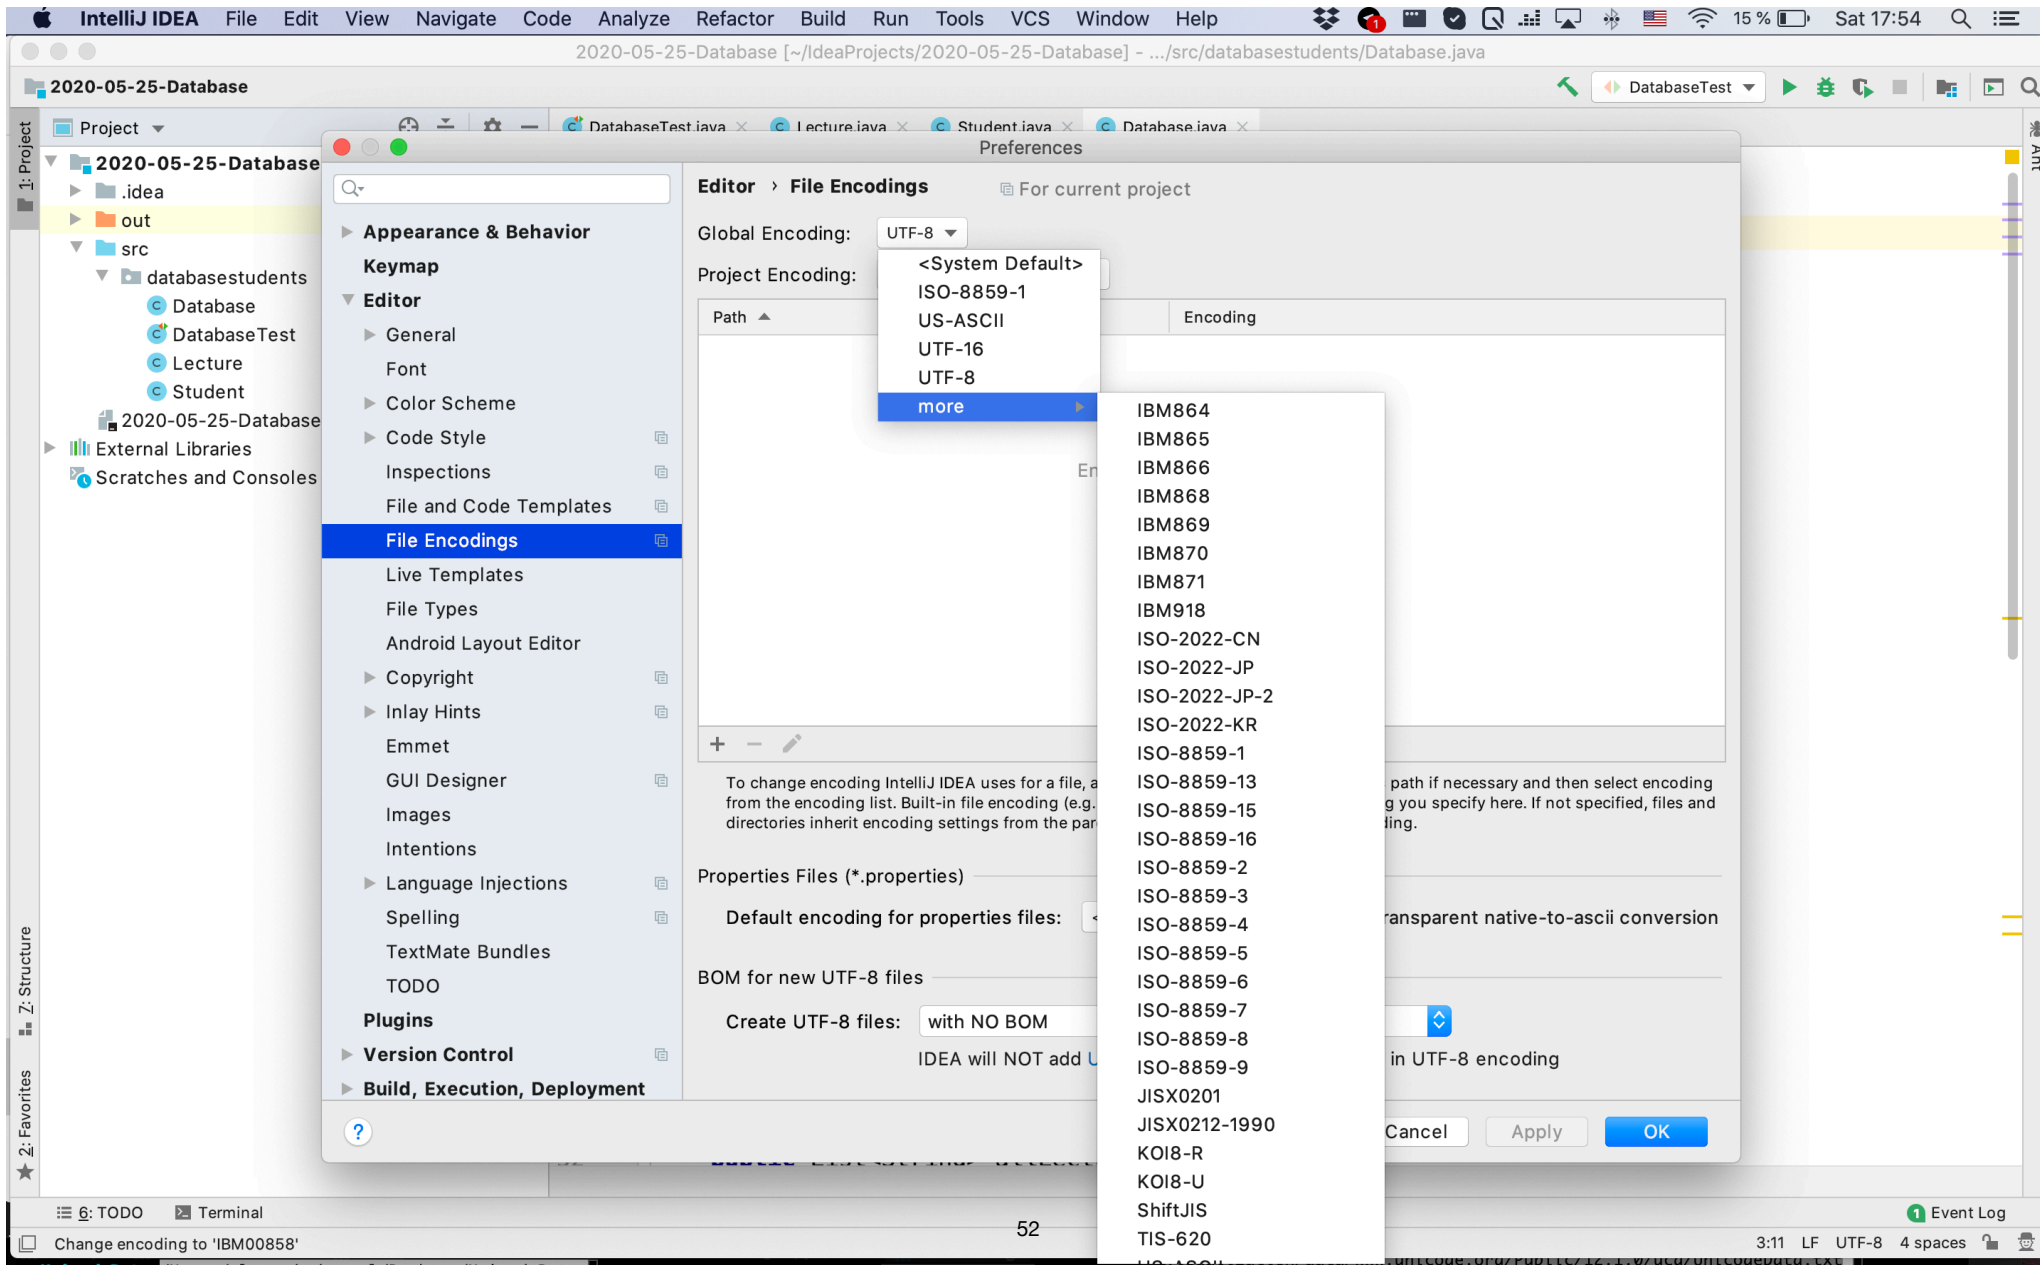 IntelliJ IDEA File Edit View Navigate Code Analyze Refactor Build Run Tools VCS Window Help 1 15 % Sat 17:54
2020-05-25-Database [~/IdeaProjects/2020-05-25-Database] - .../src/databasestudents/Database.java
2020-05-25-Database DatabaseTest
Project DatabaseTest.java Lecture.java Student.java Database.java
1: Project
Ant
2020-05-25-Database
.idea
out
src
databasestudents
Database
DatabaseTest
Lecture
Student
2020-05-25-Database
External Libraries
Scratches and Consoles
Z: Structure
2: Favorites
Preferences
Appearance & Behavior
Keymap
Editor
General
Font
Color Scheme
Code Style
Inspections
File and Code Templates
File Encodings
Live Templates
File Types
Android Layout Editor
Copyright
Inlay Hints
Emmet
GUI Designer
Images
Intentions
Language Injections
Spelling
TextMate Bundles
TODO
Plugins
Version Control
Build, Execution, Deployment
?
Editor › File Encodings For current project
Global Encoding: UTF-8
Project Encoding:
<System Default>
ISO-8859-1
US-ASCII
UTF-16
UTF-8
more
Path Encoding
En
IBM864
IBM865
IBM866
IBM868
IBM869
IBM870
IBM871
IBM918
ISO-2022-CN
ISO-2022-JP
ISO-2022-JP-2
ISO-2022-KR
ISO-8859-1
ISO-8859-13
ISO-8859-15
ISO-8859-16
ISO-8859-2
ISO-8859-3
ISO-8859-4
ISO-8859-5
ISO-8859-6
ISO-8859-7
ISO-8859-8
ISO-8859-9
JISX0201
JISX0212-1990
KOI8-R
KOI8-U
ShiftJIS
TIS-620
US-ASCII
To change encoding IntelliJ IDEA uses for a file, a path if necessary and then select encoding
from the encoding list. Built-in file encoding (e.g. g you specify here. If not specified, files and
directories inherit encoding settings from the par ding.
Properties Files (*.properties)
Default encoding for properties files: < ransparent native-to-ascii conversion
BOM for new UTF-8 files
Create UTF-8 files: with NO BOM
IDEA will NOT add U in UTF-8 encoding
Cancel Apply OK
6: TODO Terminal 1 Event Log
52
Change encoding to 'IBM00858' 3:11 LF UTF-8 4 spaces